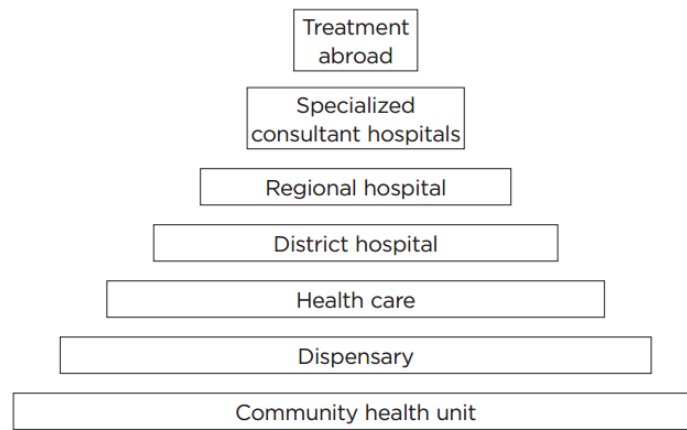 Treatment
abroad
Specialized
consultant hospitals
Regional hospital
District hospital
Health care
Dispensary
Community health unit